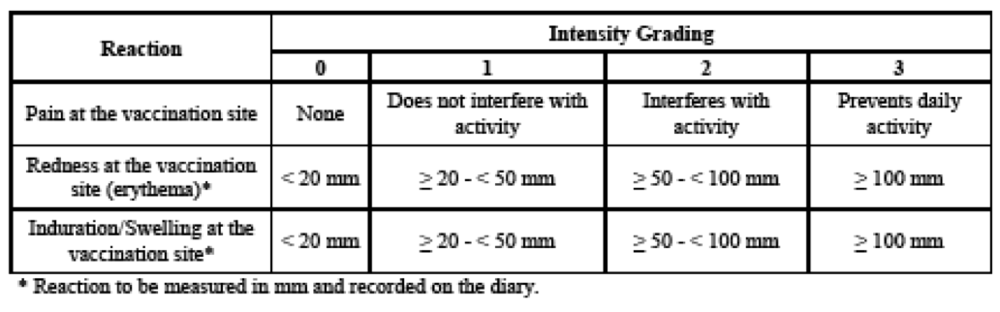 Reaction
Intensity Grading
0 1 2 3
Pain at the vaccination site
None
Does not interfere with
activity
Interferes with
activity
Prevents daily
activity
Redness at the vaccination
site (erythema)*
< 20 mm
≥ 20 - < 50 mm
≥ 50 - < 100 mm
≥ 100 mm
Induration/Swelling at the
vaccination site*
< 20 mm
≥ 20 - < 50 mm
≥ 50 - < 100 mm
≥ 100 mm
* Reaction to be measured in mm and recorded on the diary.